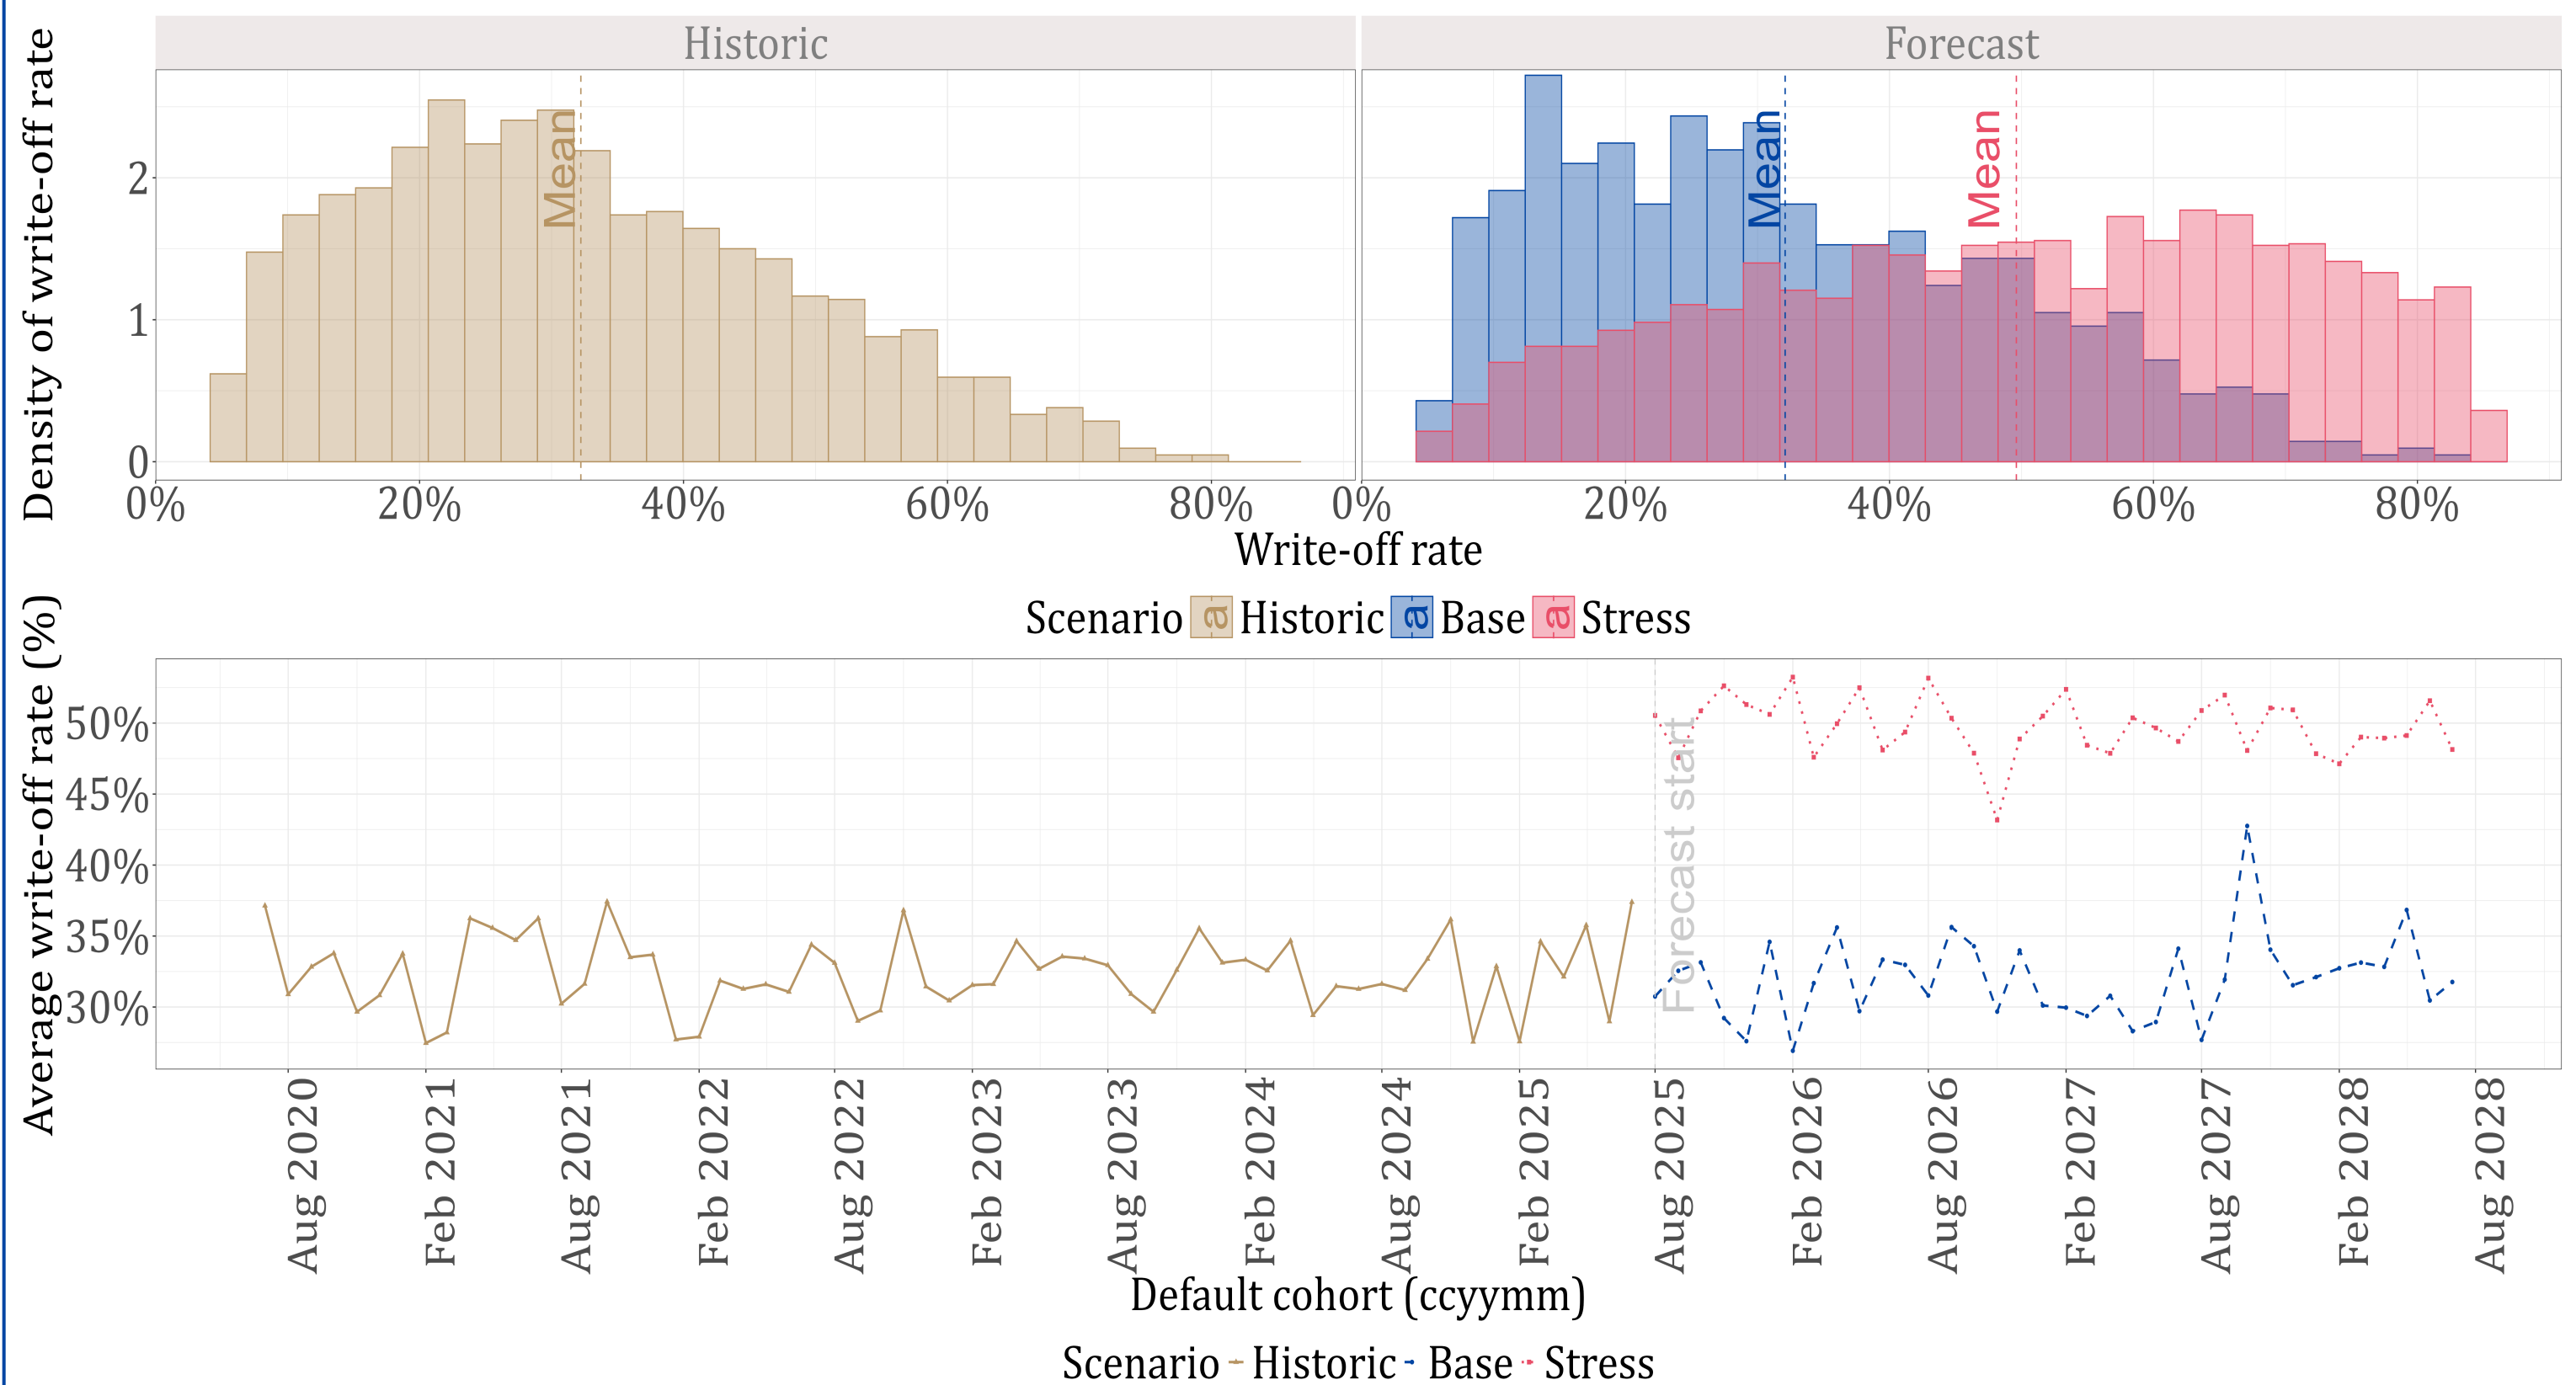 Historic
Forecast
Density of write-off rate
2
1
0
Mean
Mean
Mean
0% 20% 40% 60% 80%
0% 20% 40% 60% 80%
Write-off rate
Scenario a Historic a Base a Stress
Average write-off rate (%)
50%
45%
40%
35%
30%
Forecast start
Aug 2020
Feb 2021
Aug 2021
Feb 2022
Aug 2022
Feb 2023
Aug 2023
Feb 2024
Aug 2024
Feb 2025
Aug 2025
Feb 2026
Aug 2026
Feb 2027
Aug 2027
Feb 2028
Aug 2028
Default cohort (ccyymm)
Scenario Historic Base Stress